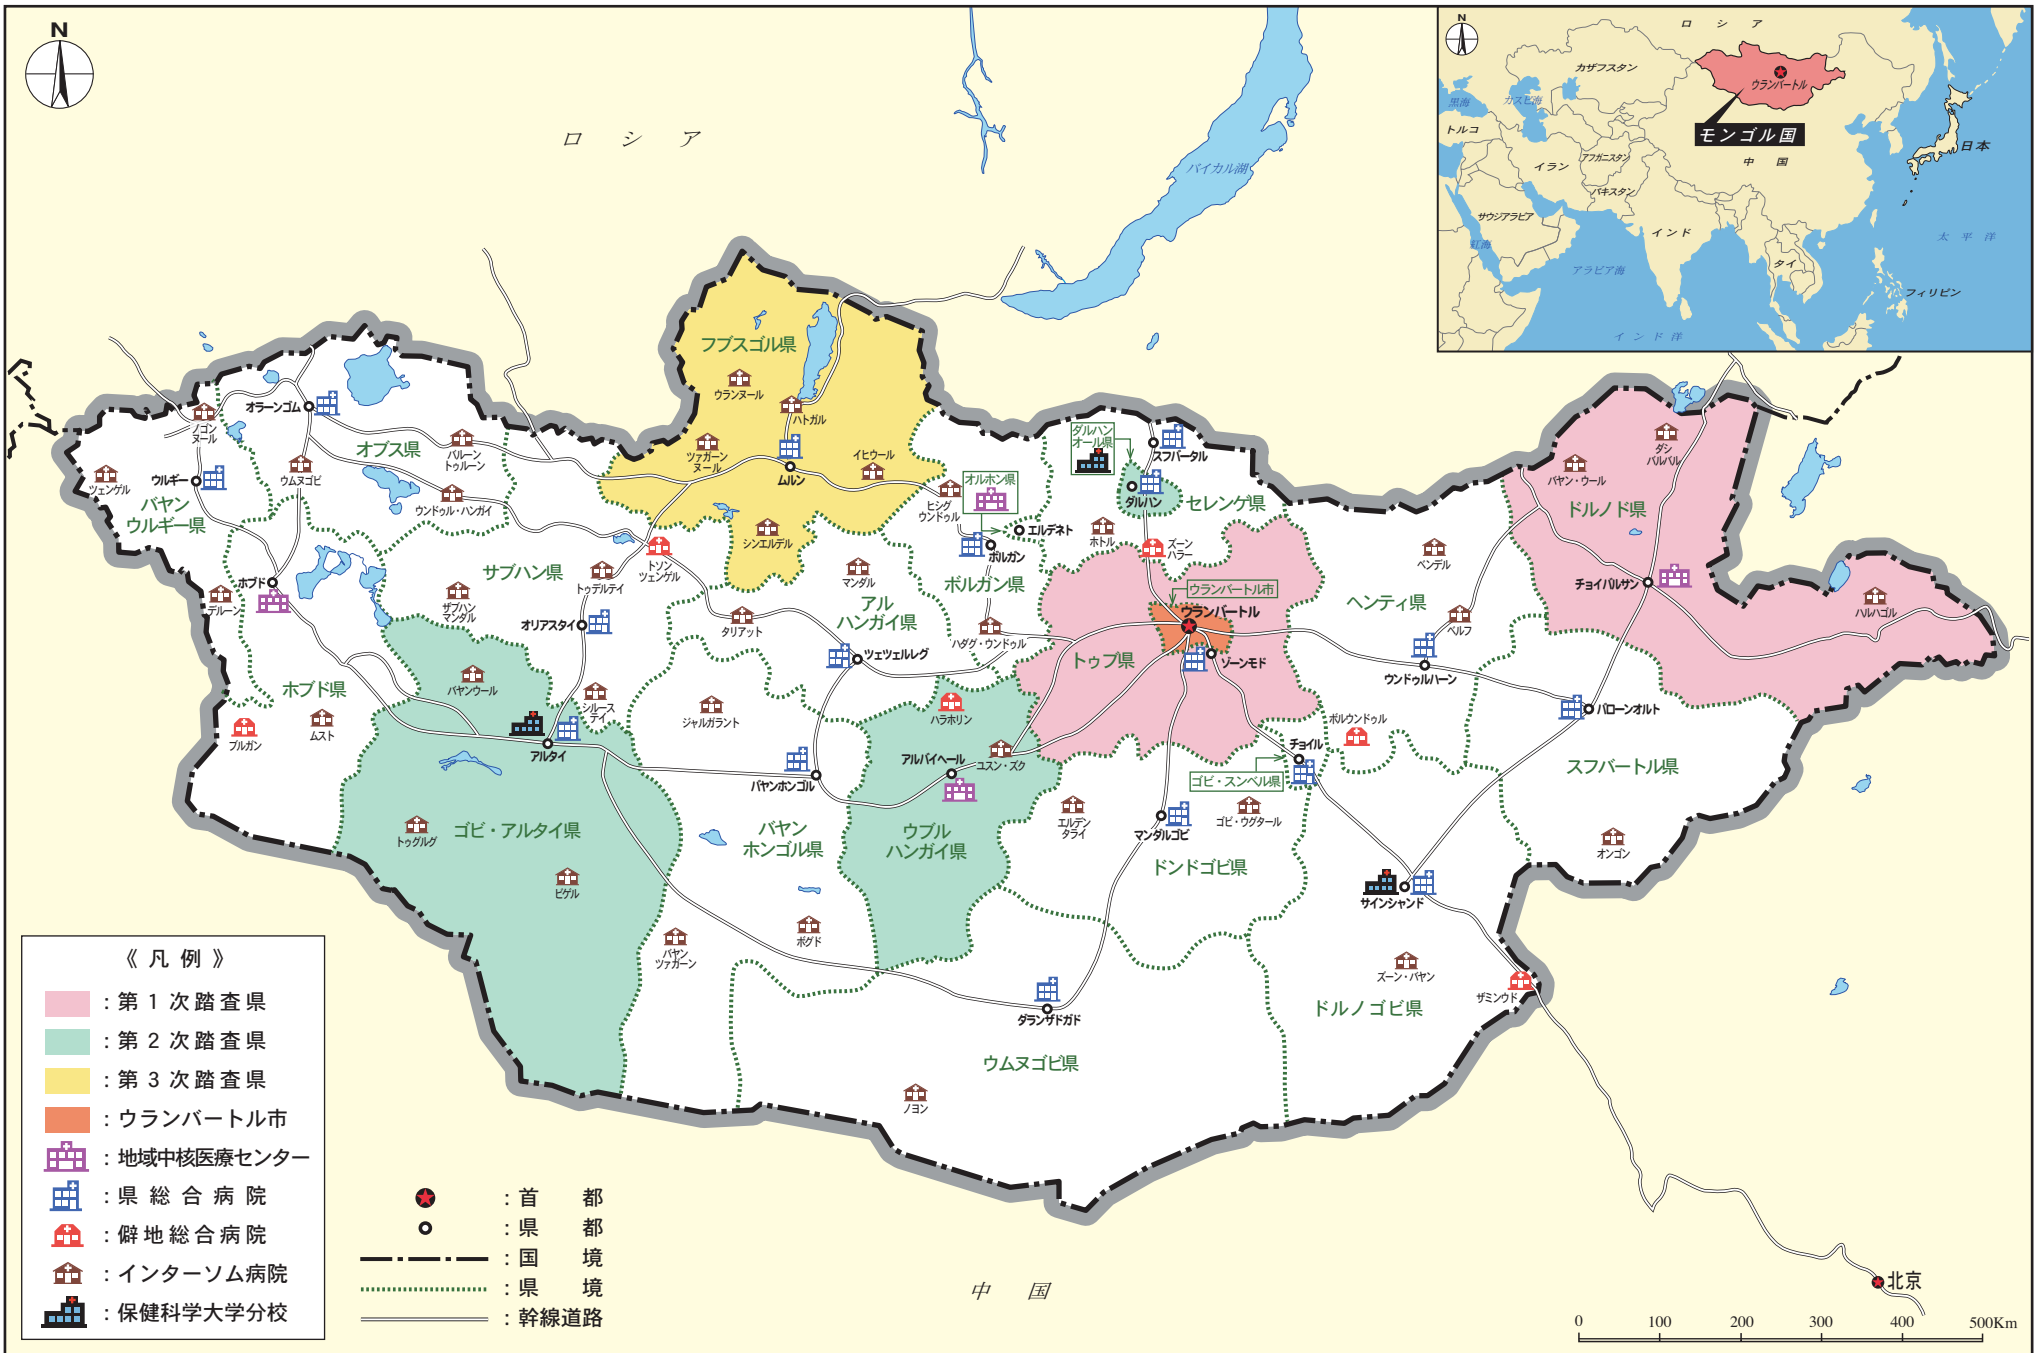 N
ロシア
バイカル湖
N
ロシア
カザフスタン
ウランバートル
黒海
カスピ海
モンゴル国
トルコ
イラン
アフガニスタン
中国
日本
パキスタン
サウジアラビア
紅海
インド
太平洋
アラビア海
タイ
フィリピン
インド洋
フブスゴル県
ウランヌール
ハトガル
ツァガーン
ヌール
イヒウール
ムルン
シンエルデル
オラーンゴム
ノゴン
ヌール
オブス県
バルーン
トゥルーン
ウムヌゴビ
ウンドゥル・ハンガイ
ツェンゲル
ウルギー
バヤン
ウルギー県
ホブド
デルーン
ホブド県
ブルガン
ムスト
サブハン県
ザブハン
マンダル
トゥデルテイ
トソン
ツェンゲル
オリアスタイ
シルース
テイ
タリアット
マンダル
アル
ハンガイ県
ツェツェルレグ
ジャルガラント
ヒシグ
ウンドゥル
オルホン県
エルデネト
ボルガン
ボルガン県
ハダグ・ウンドゥル
ダルハン
オール県
スフバータル
ダルハン
セレンゲ県
ホトル
ズーン
ハラー
ウランバートル市
ウランバートル
トゥブ県
ゾーンモド
ヘンティ県
ベンデル
ベルフ
ウンドゥルハーン
ボルウンドゥル
チョイル
ゴビ・スンベル県
ダシ
バルバル
バヤン・ウール
ドルノド県
チョイバルサン
ハルハゴル
バローンオルト
スフバートル県
オンゴン
バヤンウール
アルタイ
ゴビ・アルタイ県
トゥグルグ
ビゲル
バヤンホンゴル
バヤン
ホンゴル県
ボグド
バヤン
ツァガーン
ハラホリン
アルバイヘール
ユスン・ズク
ウブル
ハンガイ県
エルデン
タライ
マンダルゴビ
ゴビ・ウグタール
ドンドゴビ県
サインシャンド
ズーン・バヤン
ザミンウド
ドルノゴビ県
ダランザドガド
ウムヌゴビ県
ノヨン
中国
北京
《凡例》
：第1次踏査県
：第2次踏査県
：第3次踏査県
：ウランバートル市
：地域中核医療センター
：県総合病院
：僻地総合病院
：インターソム病院
：保健科学大学分校
：首都
：県都
：国境
：県境
：幹線道路
0 100 200 300 400 500Km